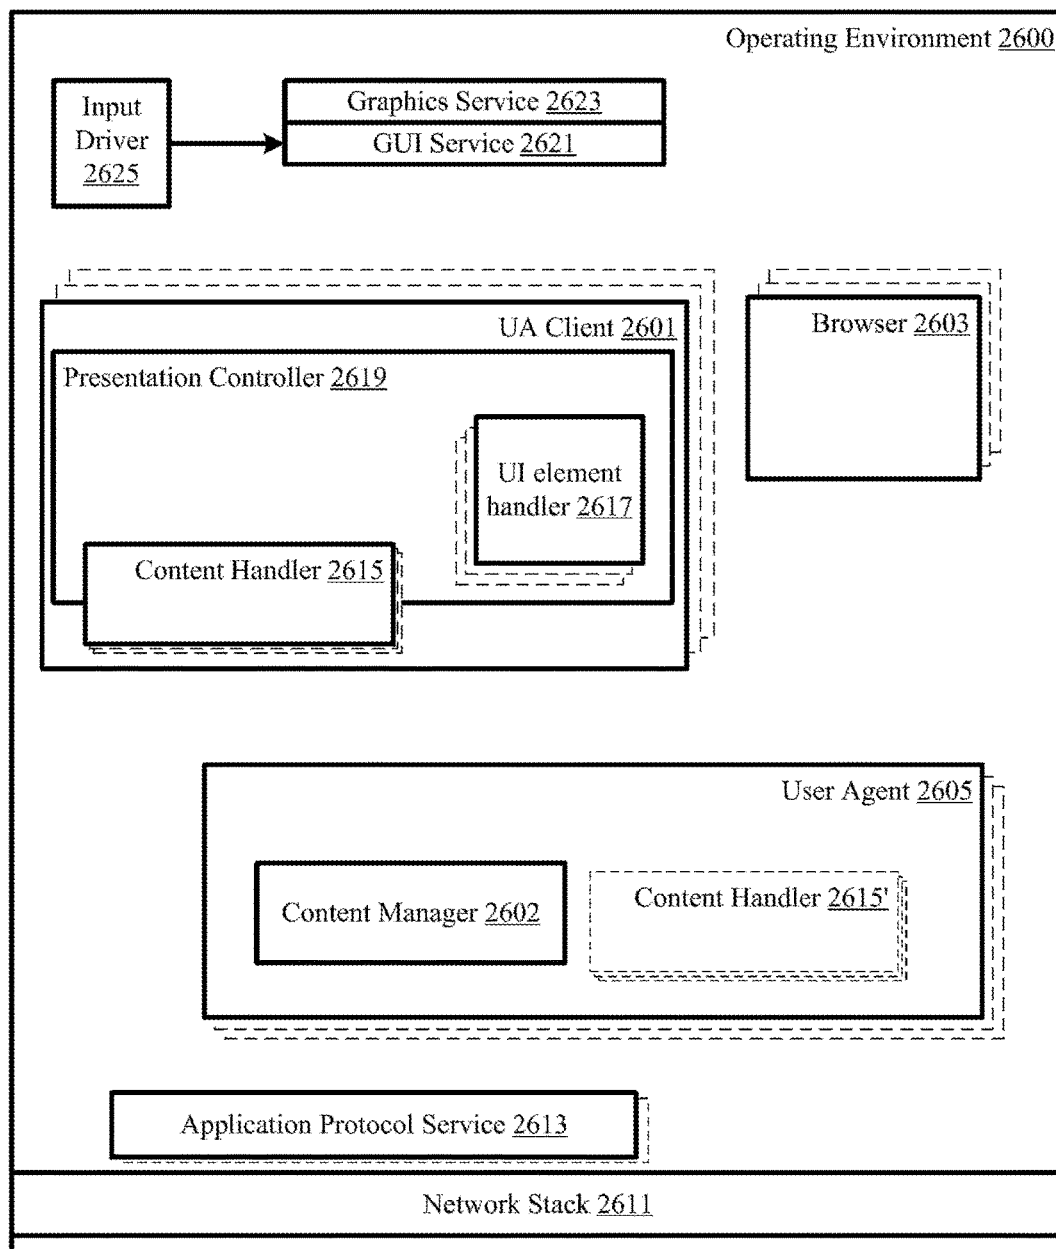 Operating Environment 2600
Input
Driver
2625
Graphics Service 2623
GUI Service 2621
UA Client 2601
Browser 2603
Presentation Controller 2619
UI element
handler 2617
Content Handler 2615
User Agent 2605
Content Manager 2602
Content Handler 2615'
Application Protocol Service 2613
Network Stack 2611